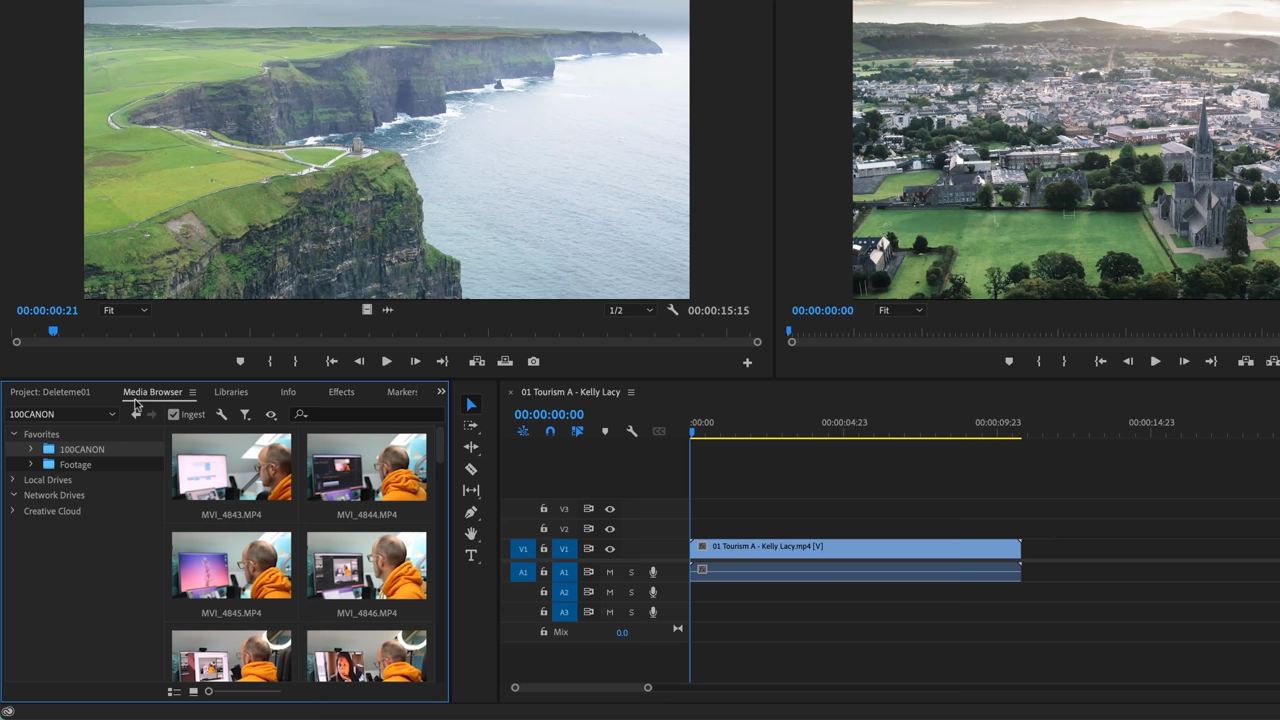 00:00:00:21
Fit
1/2
00:00:15:15
00:00:00:00
Fit
Project: Deleteme01
Media Browser
Libraries
Info
Effects
Markers
100CANON
Ingest
Favorites
100CANON
Footage
Local Drives
Network Drives
Creative Cloud
MVI_4843.MP4
MVI_4844.MP4
MVI_4845.MP4
MVI_4846.MP4
01 Tourism A - Kelly Lacy
00:00:00:00
:00:00
00:00:04:23
00:00:09:23
00:00:14:23
V3
V2
V1 V1
01 Tourism A - Kelly Lacy.mp4 [V]
A1 A1 M S
A2 M S
A3 M S
Mix 0.0
T